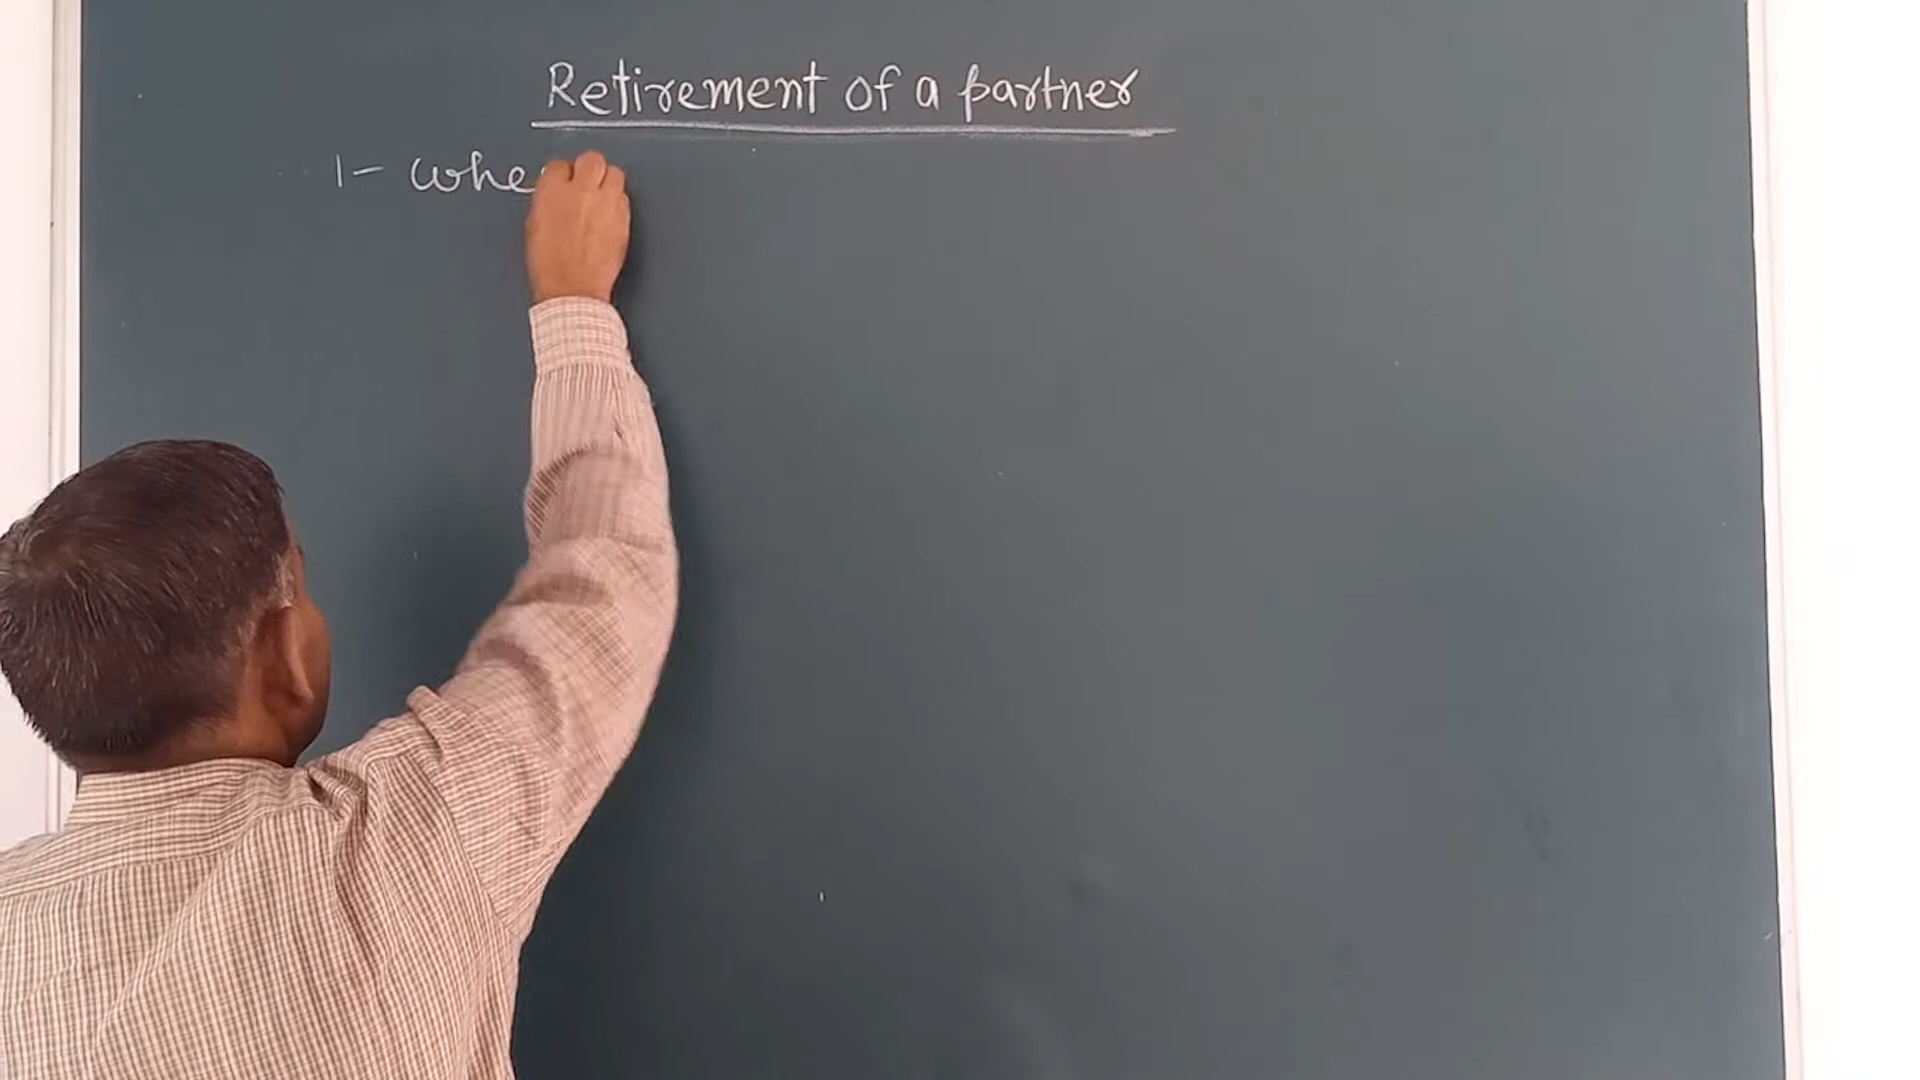 Retirement of a partner
1- whe